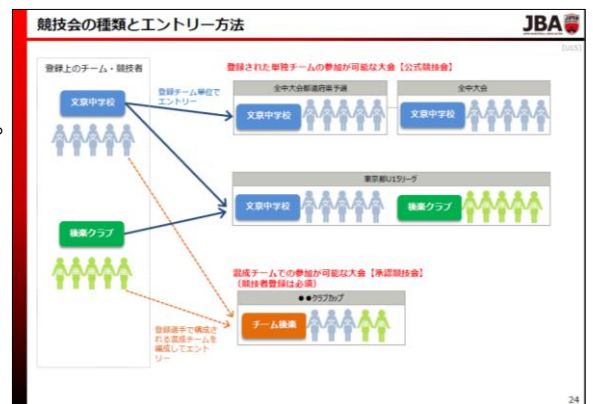 競技会の種類とエントリー方法
JBA
[U15]
登録上のチーム・競技者
登録された単独チームの参加が可能な大会【公式競技会】
登録チーム単位で
エントリー
全中大会都道府県予選
全中大会
文京中学校
文京中学校
文京中学校
東京都U15リーグ
文京中学校
後楽クラブ
後楽クラブ
混成チームでの参加が可能な大会【承認競技会】
(競技者登録は必須)
●●クラブカップ
チーム後楽
登録選手で構成さ
れる混成チームを
編成してエント
リー
24